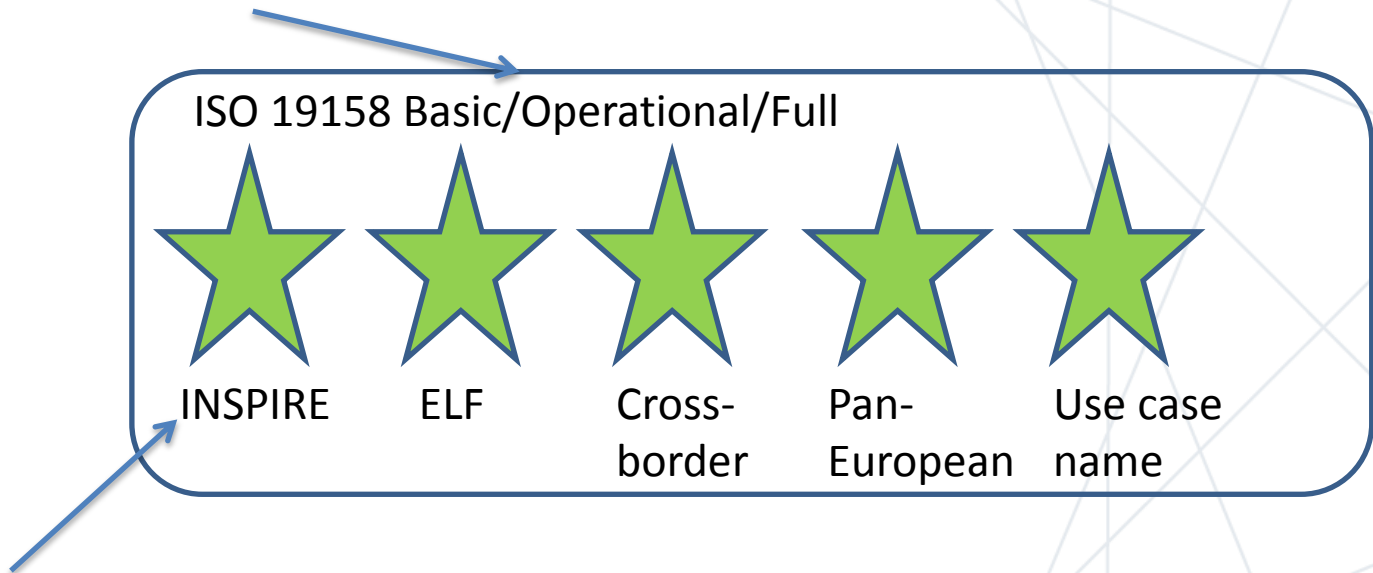 ISO 19158 Basic/Operational/Full
INSPIRE ELF Cross- Pan- Use case
border European name